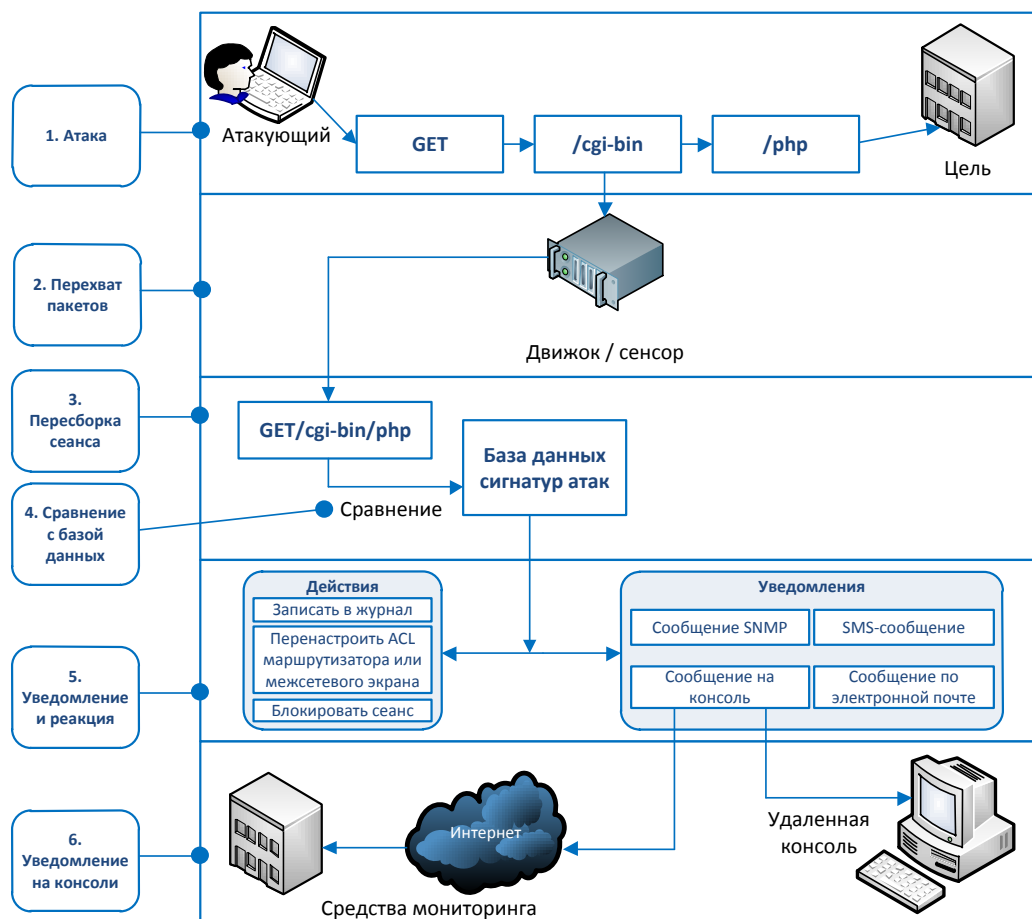 1. Атака
Атакующий
GET
/cgi-bin
/php
Цель
2. Перехват
пакетов
Движок / сенсор
3.
Пересборка
сеанса
GET/cgi-bin/php
База данных
сигнатур атак
4. Сравнение
с базой
данных
Сравнение
Действия
Записать в журнал
Перенастроить ACL
маршрутизатора или
межсетевого экрана
Блокировать сеанс
Уведомления
Сообщение SNMP
SMS-сообщение
Сообщение на
консоль
Сообщение по
электронной почте
5.
Уведомление
и реакция
6.
Уведомление
на консоли
Интернет
Средства мониторинга
Удаленная
консоль